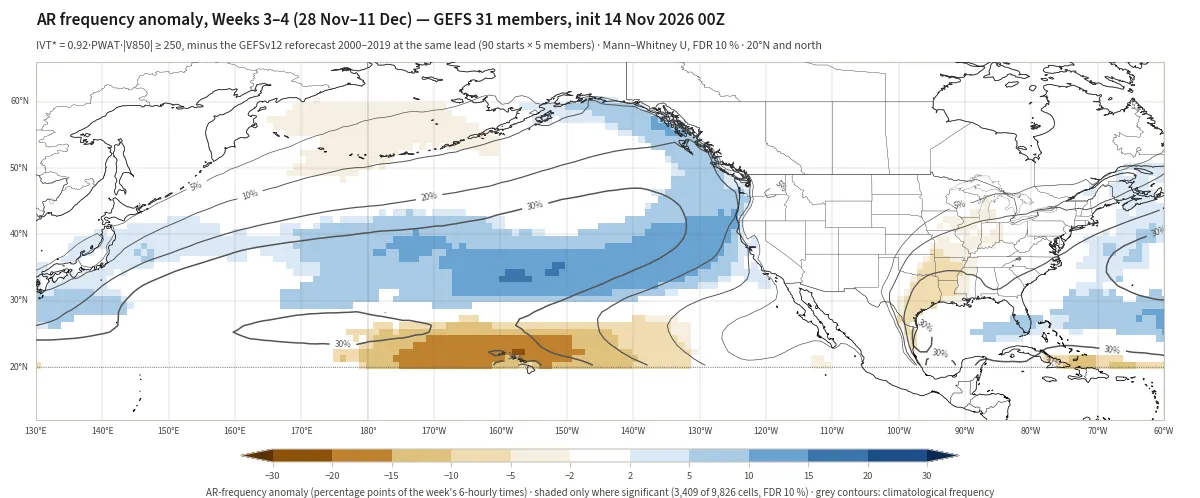 AR frequency anomaly, Weeks 3–4 (28 Nov–11 Dec) — GEFS 31 members, init 14 Nov 2026 00Z
IVT* = 0.92·PWAT·|V850| ≥ 250, minus the GEFSv12 reforecast 2000–2019 at the same lead (90 starts × 5 members) · Mann–Whitney U, FDR 10 % · 20°N and north
60°N
50°N
40°N
30°N
20°N
5%
10%
20%
30%
30%
5%
5%
30%
30%
30%
30%
130°E 140°E 150°E 160°E 170°E 180° 170°W 160°W 150°W 140°W 130°W 120°W 110°W 100°W 90°W 80°W 70°W 60°W
−30 −20 −15 −10 −5 −2 2 5 10 15 20 30
AR-frequency anomaly (percentage points of the week's 6-hourly times) · shaded only where significant (3,409 of 9,826 cells, FDR 10 %) · grey contours: climatological frequency